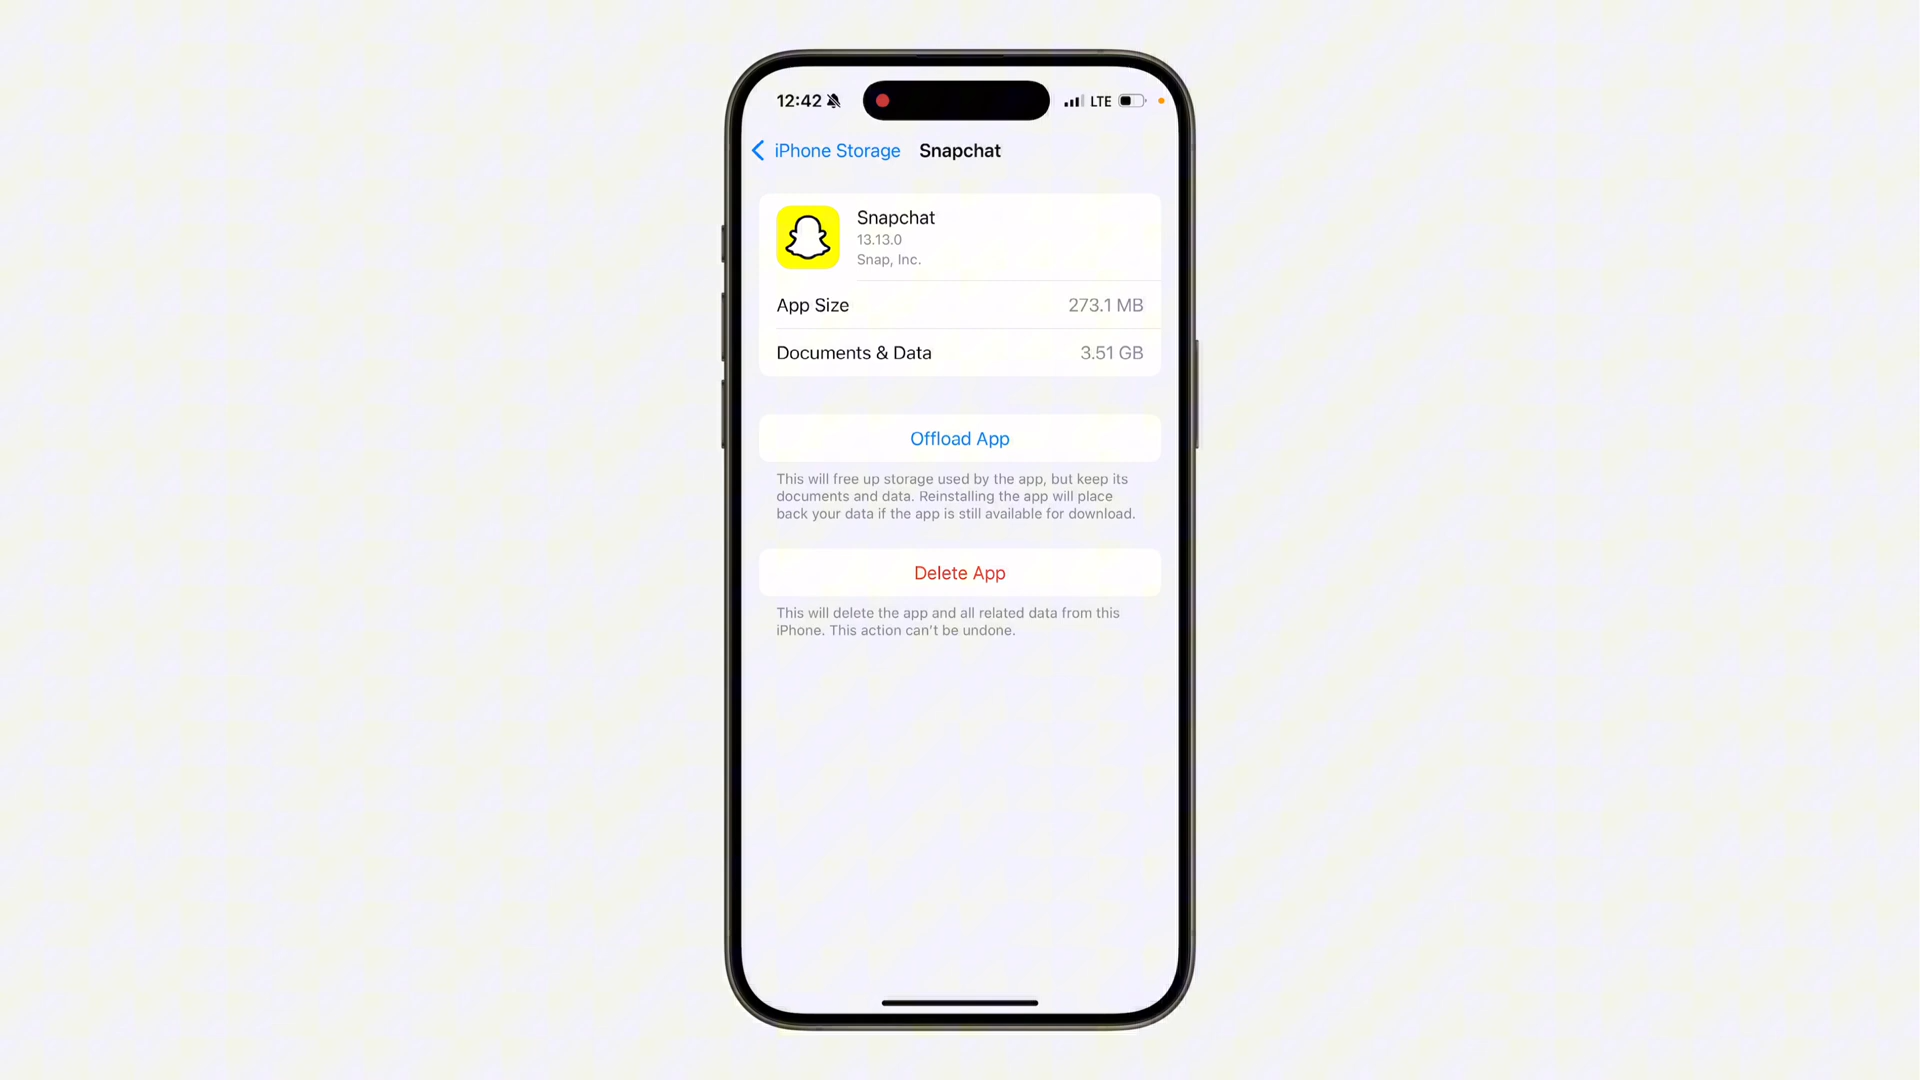 12:42 LTE
iPhone Storage Snapchat
Snapchat
13.13.0
Snap, Inc.
App Size 273.1 MB
Documents & Data 3.51 GB
Offload App
This will free up storage used by the app, but keep its
documents and data. Reinstalling the app will place
back your data if the app is still available for download.
Delete App
This will delete the app and all related data from this
iPhone. This action can't be undone.